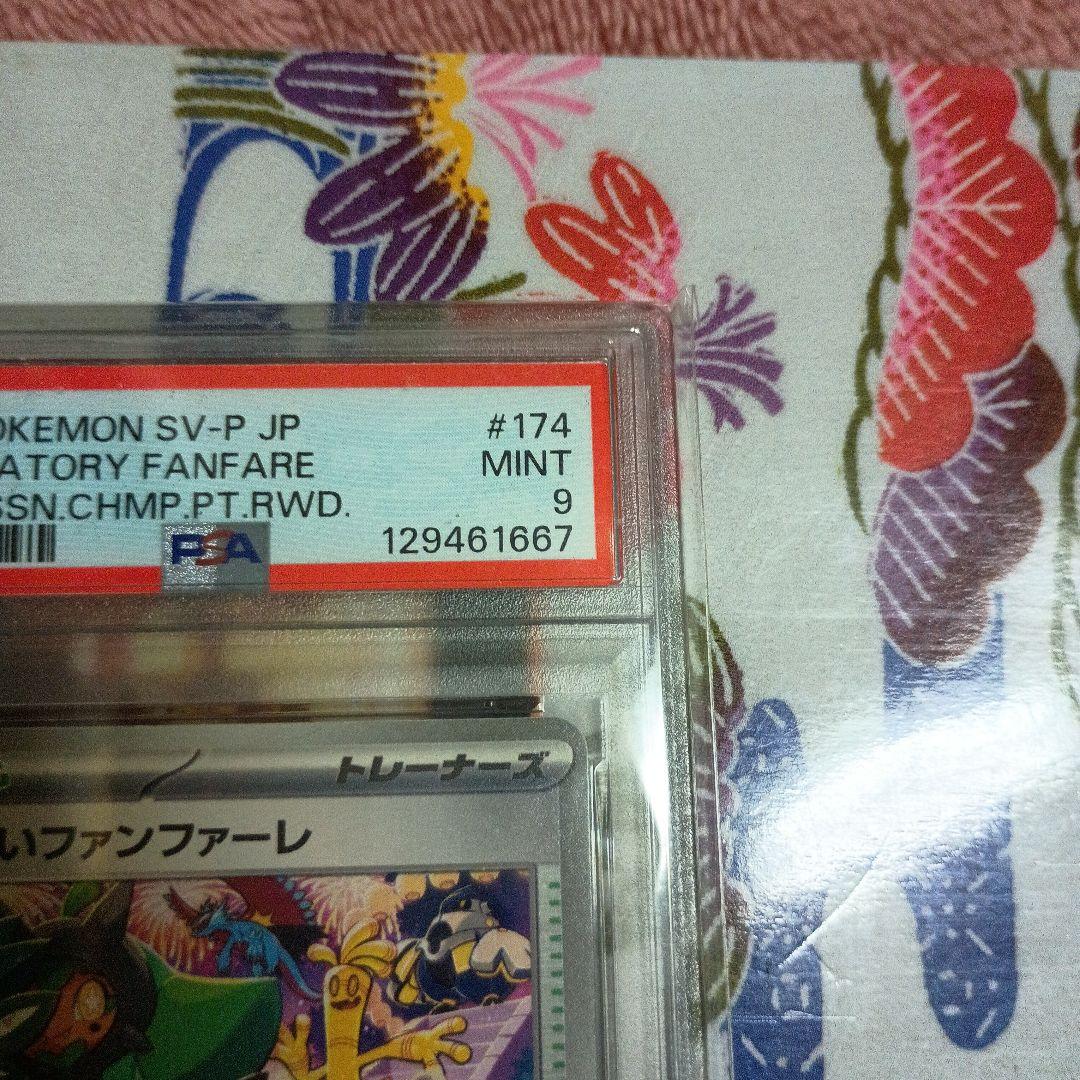 OKEMON SV-P JP #174
ATORY FANFARE MINT
SSN.CHMP.PT.RWD. 9
PSA 129461667
トレーナーズ
いファンファーレ